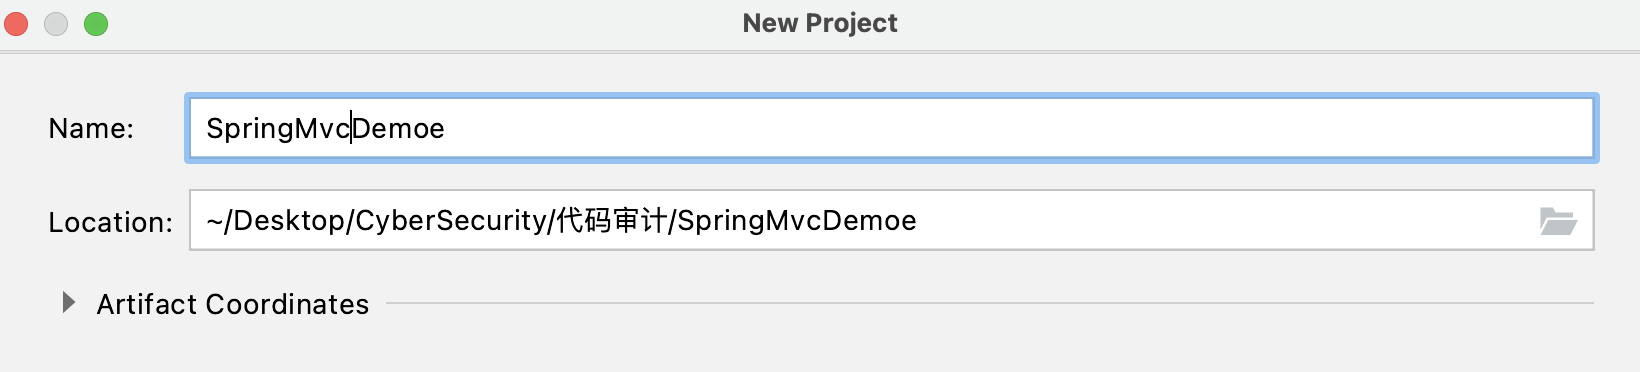 New Project
Name: SpringMvcDemoe
Location: ~/Desktop/CyberSecurity/代码审计/SpringMvcDemoe
Artifact Coordinates